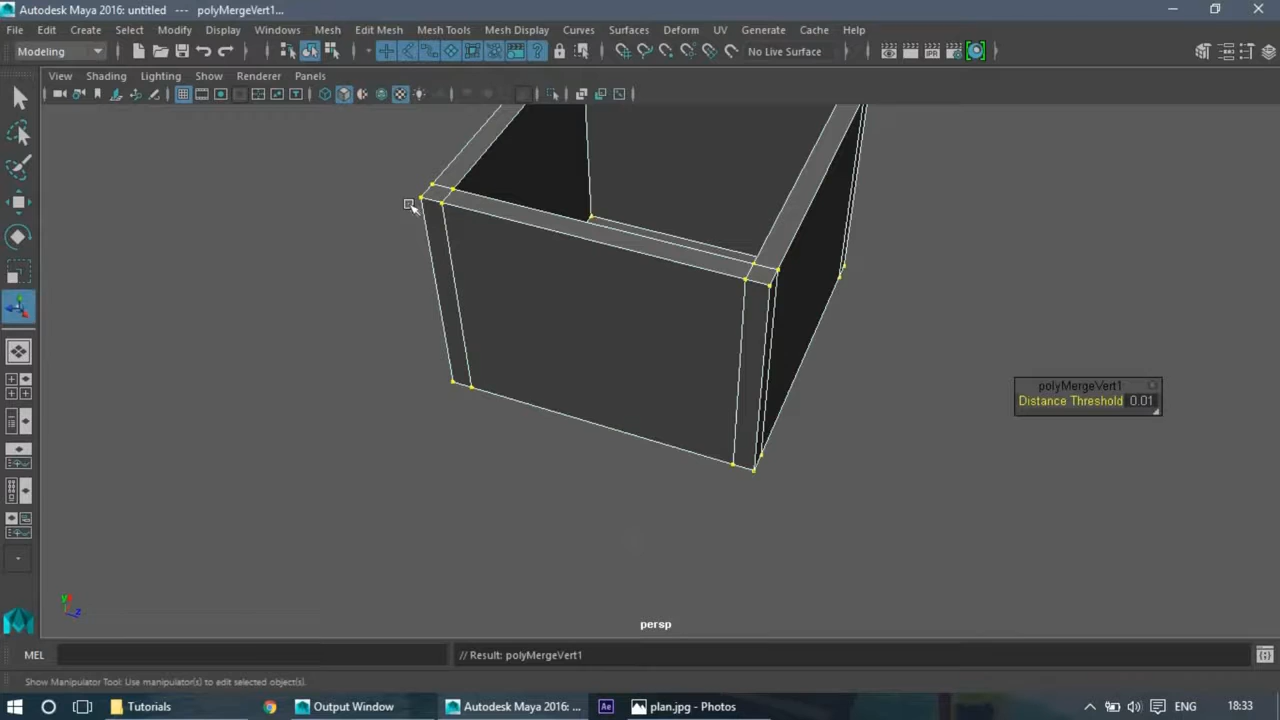 Autodesk Maya 2016: untitled --- polyMergeVert1...
File Edit Create Select Modify Display Windows Mesh Edit Mesh Mesh Tools Mesh Display Curves Surfaces Deform UV Generate Cache Help
Modeling No Live Surface
View Shading Lighting Show Renderer Panels
polyMergeVert1
Distance Threshold 0.01
persp
MEL // Result: polyMergeVert1
Show Manipulator Tool: Use manipulator(s) to edit selected object(s).
Tutorials Output Window Autodesk Maya 2016: ... Ae plan.jpg - Photos ENG 18:33